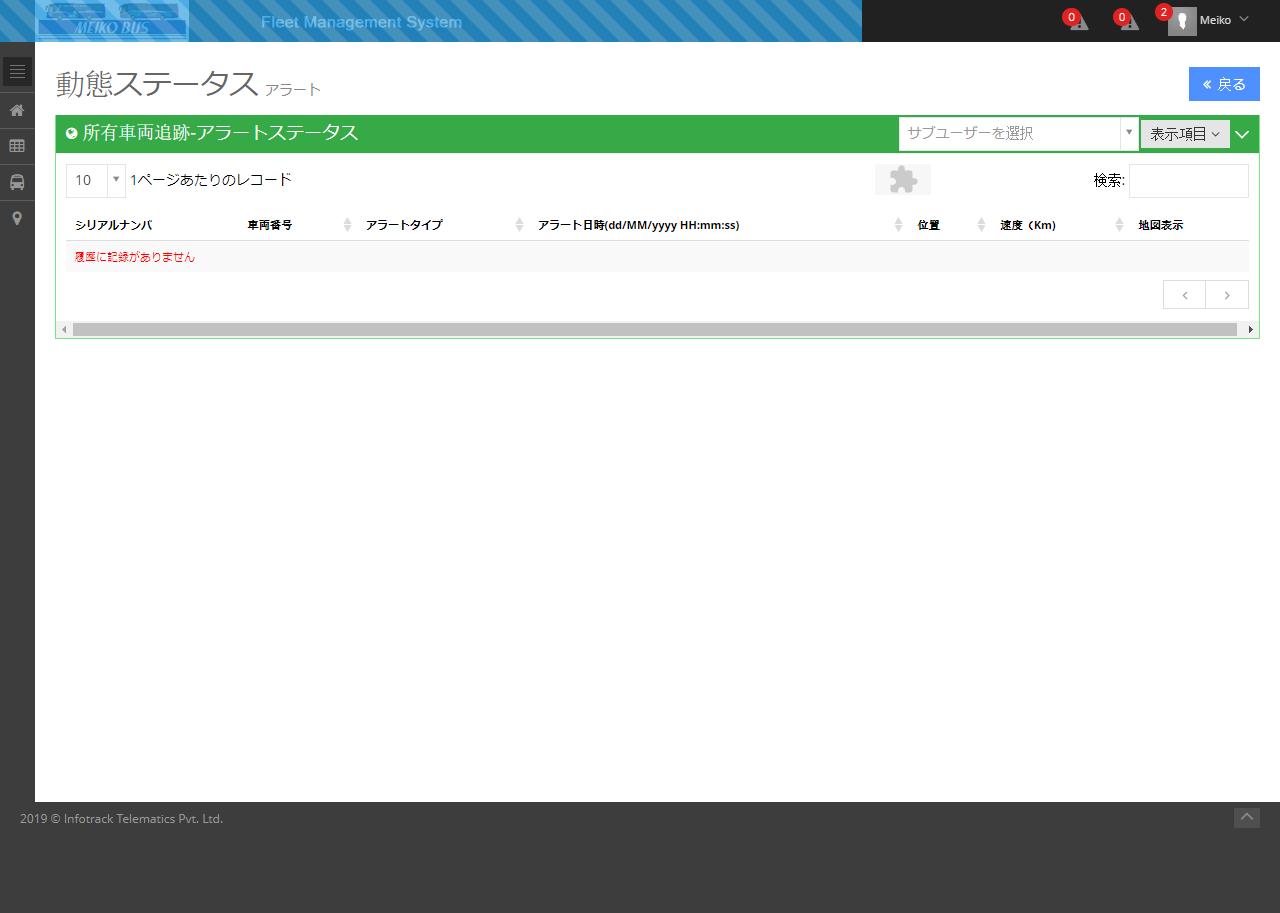 MEIKO BUS
Fleet Management System
0
0
2
Meiko
動態ステータス アラート
戻る
所有車両追跡-アラートステータス
サブユーザーを選択
表示項目
10
1ページあたりのレコード
検索:
シリアルナンバ 車両番号 アラートタイプ アラート日時(dd/MM/yyyy HH:mm:ss) 位置 速度（Km) 地図表示
履歴に記録がありません
2019 © Infotrack Telematics Pvt. Ltd.